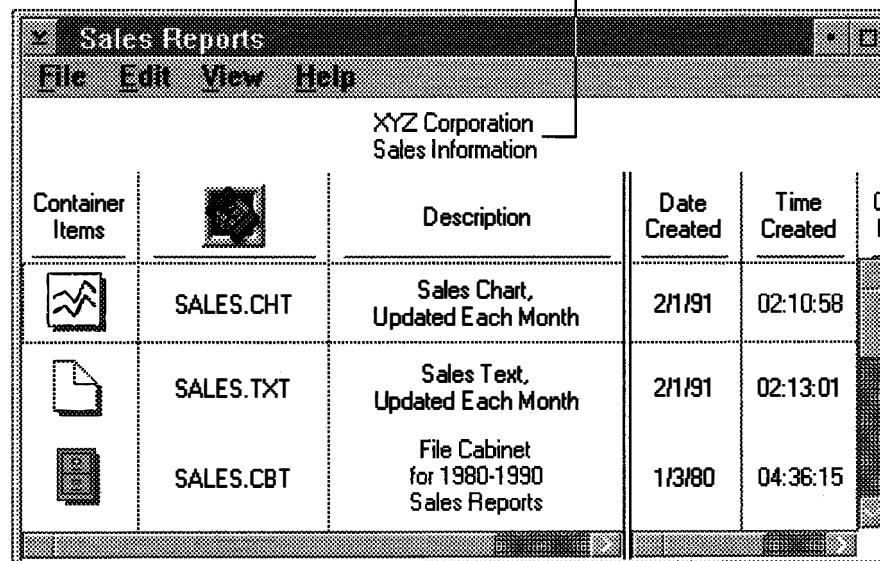 Sales Reports
File Edit View Help
XYZ Corporation
Sales Information
Container
Items
Description
Date
Created
Time
Created
SALES.CHT
Sales Chart,
Updated Each Month
2/1/91
02:10:58
SALES.TXT
Sales Text,
Updated Each Month
2/1/91
02:13:01
SALES.CBT
File Cabinet
for 1980-1990
Sales Reports
1/3/80
04:36:15